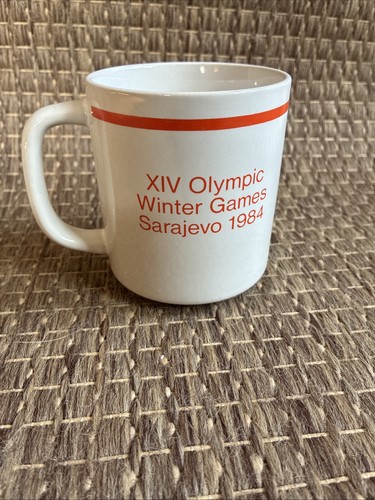 XIV Olympic
Winter Games
Sarajevo 1984